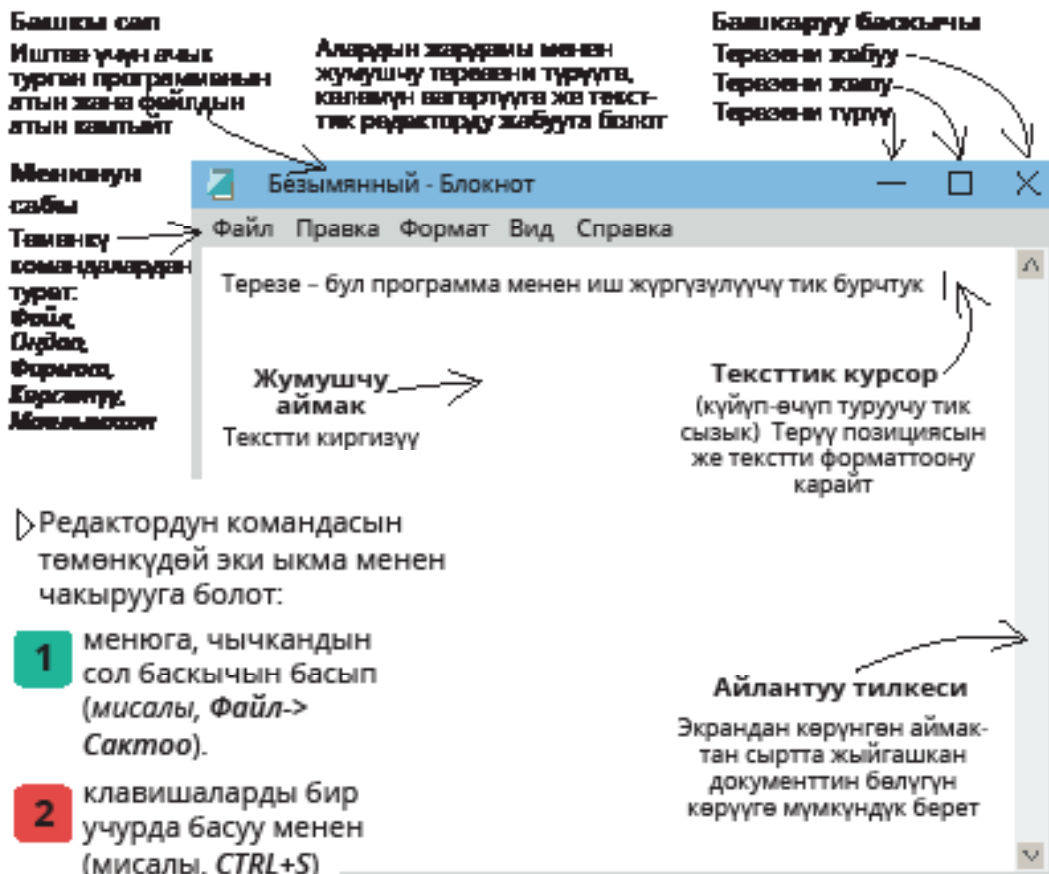 Башкы сап
Иштөө үчүн ачык
турган программанын
атын жана файлдын
атын камтыйт
Алардын жардамы менен
жумушчу терезени түрүүгө,
көлөмүн өзгөртүүгө же текст-
тик редакторду жабууга болот
Башкаруу баскычы
Терезени жабуу
Терезени жаюу
Терезени түрүү
Менюнун
сабы
Төмөнкү
командалардан
турат:
Файл,
Оңдоо,
Формат,
Көрсөтүү,
Безымянный - Блокнот
Файл Правка Формат Вид Справка
Терезе – бул программа менен иш жүргүзүлүүчү тик бурчтук
Жумушчу
аймак
Текстти киргизүү
Тексттик курсор
(күйүп-өчүп туруучу тик
сызык) Терүү позициясын
же текстти форматтоону
карайт
Редактордун командасын
төмөнкүдөй эки ыкма менен
чакырууга болот:
1 менюга, чычкандын
сол баскычын басып
(мисалы, Файл->
Сактоо).
2 клавишаларды бир
учурда басуу менен
(мисалы, CTRL+S)
Айлантуу тилкеси
Экрандан көрүнгөн аймак-
тан сыртта жыйгашкан
документтин бөлүгүн
көрүүгө мүмкүндүк берет